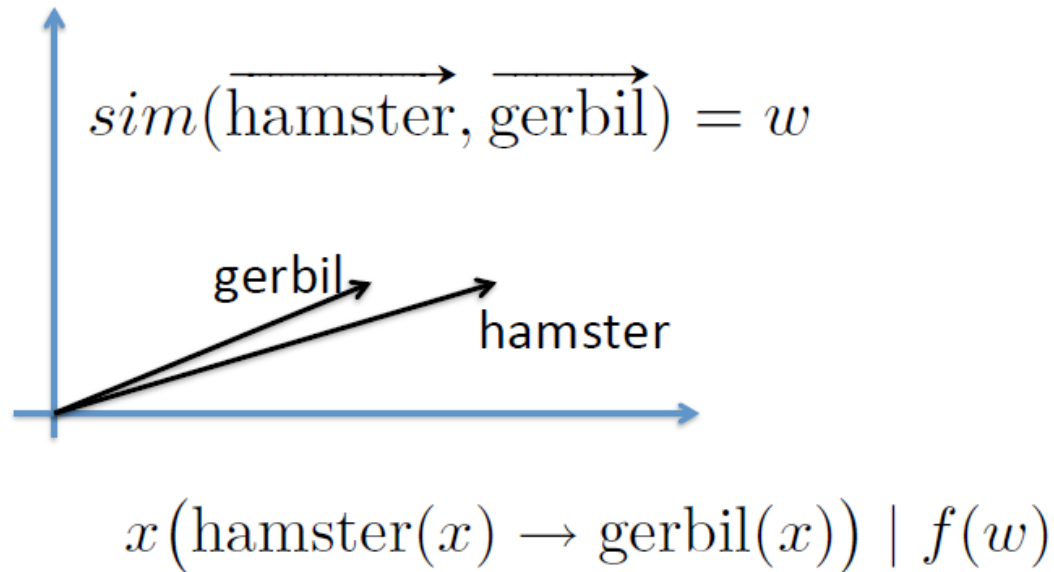 sim(hamster, gerbil) = w
gerbil
hamster
x(hamster(x) → gerbil(x)) | f(w)